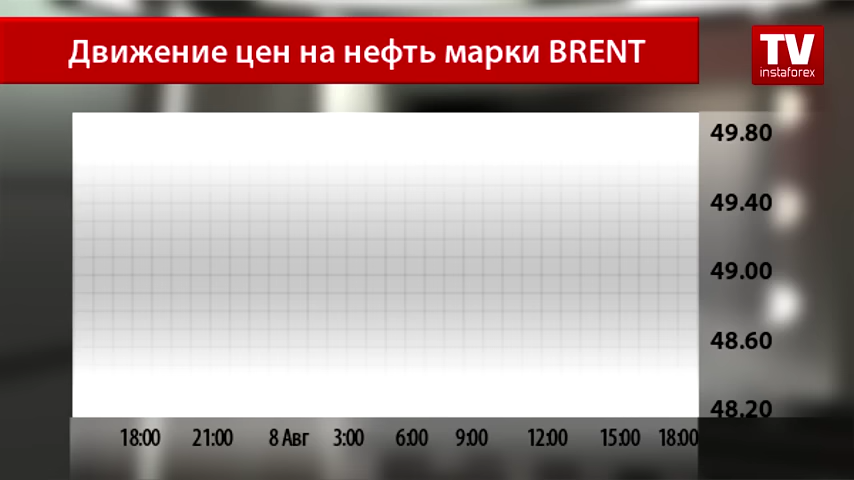 Движение цен на нефть марки BRENT
TV
instaforex
49.80
49.40
49.00
48.60
48.20
18:00 21:00 8 Авг 3:00 6:00 9:00 12:00 15:00 18:00